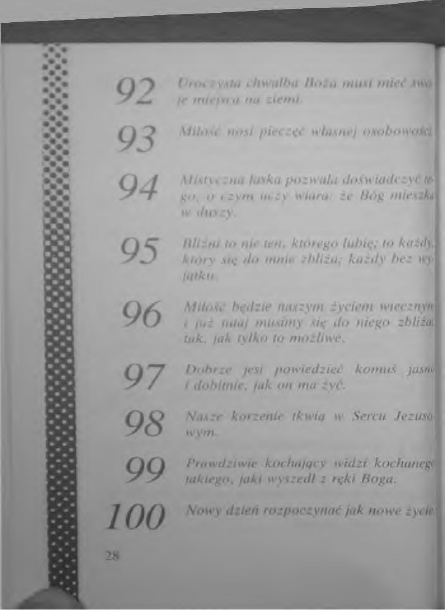 92 Uroczysta chwalba Boża musi mieć swo
je miejsca na ziemi.
93 Miłość nosi pieczęć własnej osobowości.
94 Mistyczna łaska pozwala doświadczyć te-
go, o czym uczy wiara: że Bóg mieszka
w duszy.
95 Bliźni to nie ten, którego lubię; to każdy,
który się do mnie zbliża; każdy bez wy-
jątku.
96 Miłość będzie naszym życiem wiecznym
i już tutaj musimy się do niego zbliżać
tak, jak tylko to możliwe.
97 Dobrze jest powiedzieć komuś jasno
i dobitnie, jak on ma żyć.
98 Nasze korzenie tkwią w Sercu Jezuso
wym.
99 Prawdziwie kochający widzi kochanego
takiego, jaki wyszedł z ręki Boga.
100 Nowy dzień rozpoczynać jak nowe życie
28